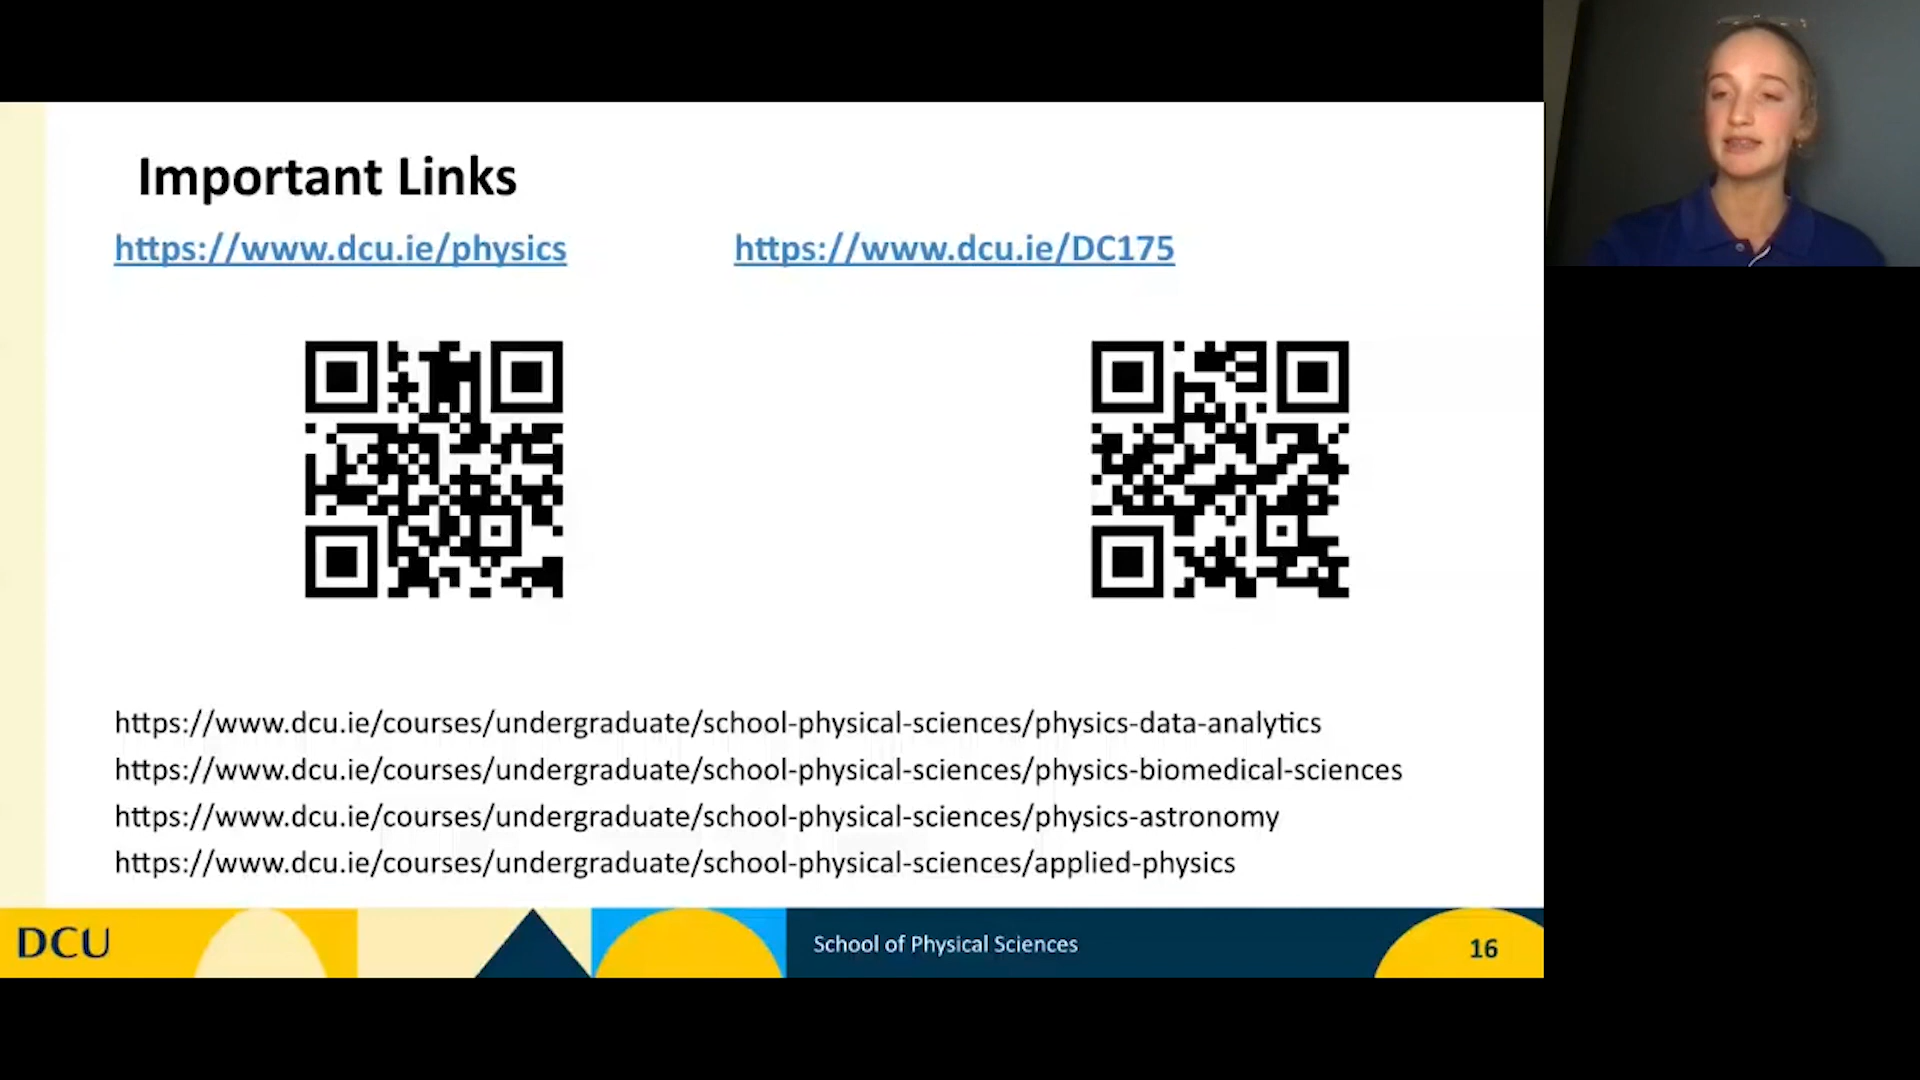 Important Links
https://www.dcu.ie/physics
https://www.dcu.ie/DC175
https://www.dcu.ie/courses/undergraduate/school-physical-sciences/physics-data-analytics
https://www.dcu.ie/courses/undergraduate/school-physical-sciences/physics-biomedical-sciences
https://www.dcu.ie/courses/undergraduate/school-physical-sciences/physics-astronomy
https://www.dcu.ie/courses/undergraduate/school-physical-sciences/applied-physics
DCU
School of Physical Sciences
16